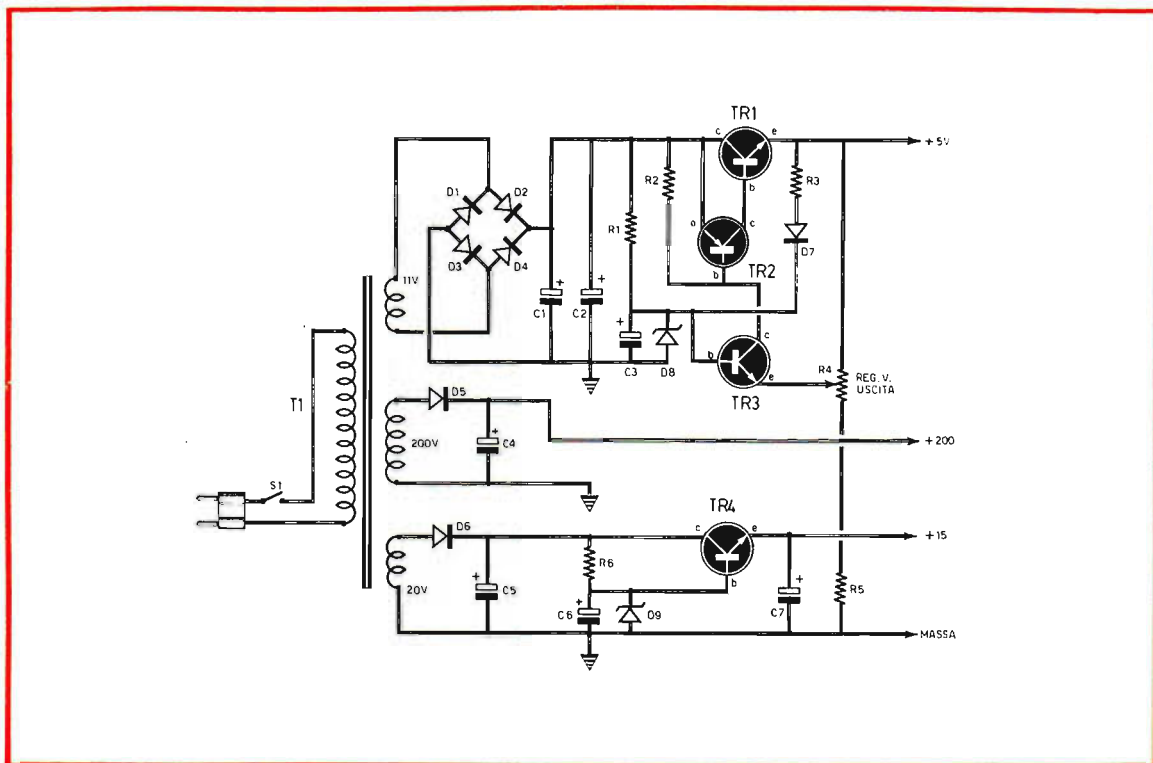 TR1
c
e
+5V
b
R2
R3
D1
D2
R1
e
c
D7
D3
D4
TR2
11V
b
C1
+
C2
+
+
c
C3
D8
b
e
R4
REG. V.
USCITA
TR3
T1
D5
+
200V
C4
+200
S1
TR4
D6
c
e
+15
R6
b
20V
+
C5
+
C6
D9
+
C7
R5
MASSA